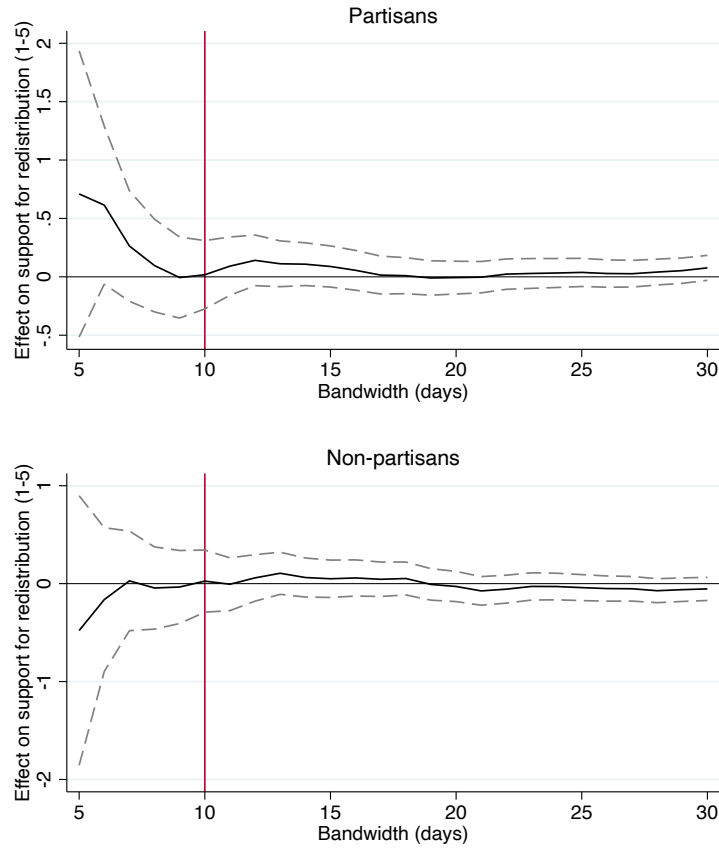 Partisans
Effect on support for redistribution (1-5)
2
1.5
1
.5
0
-.5
5 10 15 20 25 30
Bandwidth (days)
Non-partisans
Effect on support for redistribution (1-5)
1
0
-1
-2
5 10 15 20 25 30
Bandwidth (days)